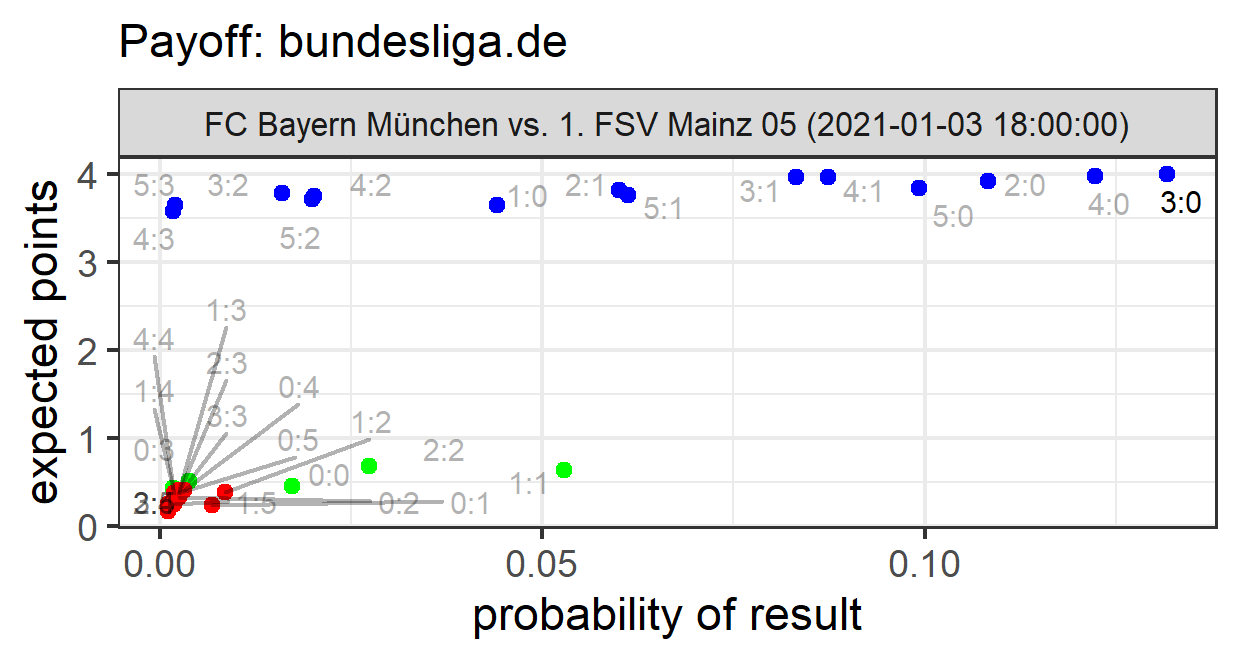 Payoff: bundesliga.de
FC Bayern München vs. 1. FSV Mainz 05 (2021-01-03 18:00:00)
expected points
4
3
2
1
0
5:3 3:2 4:2 1:0 2:1 3:1 4:1 2:0
4:3 5:2 5:1 5:0 4:0 3:0
1:3
4:4
2:3
1:4 0:4
3:3 1:2
0:3 0:5 2:2
0:0 1:1
1:5 0:2 0:1
0.00 0.05 0.10
probability of result